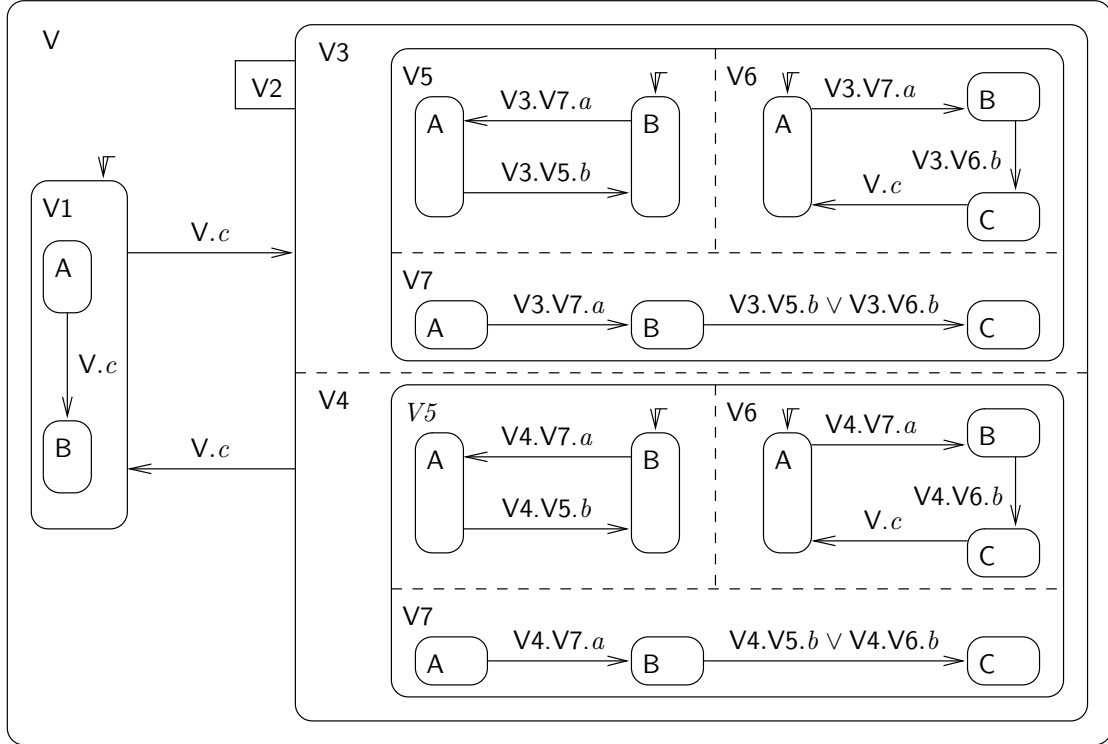 V
V3
V2
V5
V6
A
V3.V7.a
B
A
V3.V7.a
B
V3.V5.b
V3.V6.b
V.c
C
V7
A
V3.V7.a
B
V3.V5.b ∨ V3.V6.b
C
V1
A
V.c
B
V.c
V.c
V4
V5
V6
A
V4.V7.a
B
A
V4.V7.a
B
V4.V5.b
V4.V6.b
V.c
C
V7
A
V4.V7.a
B
V4.V5.b ∨ V4.V6.b
C